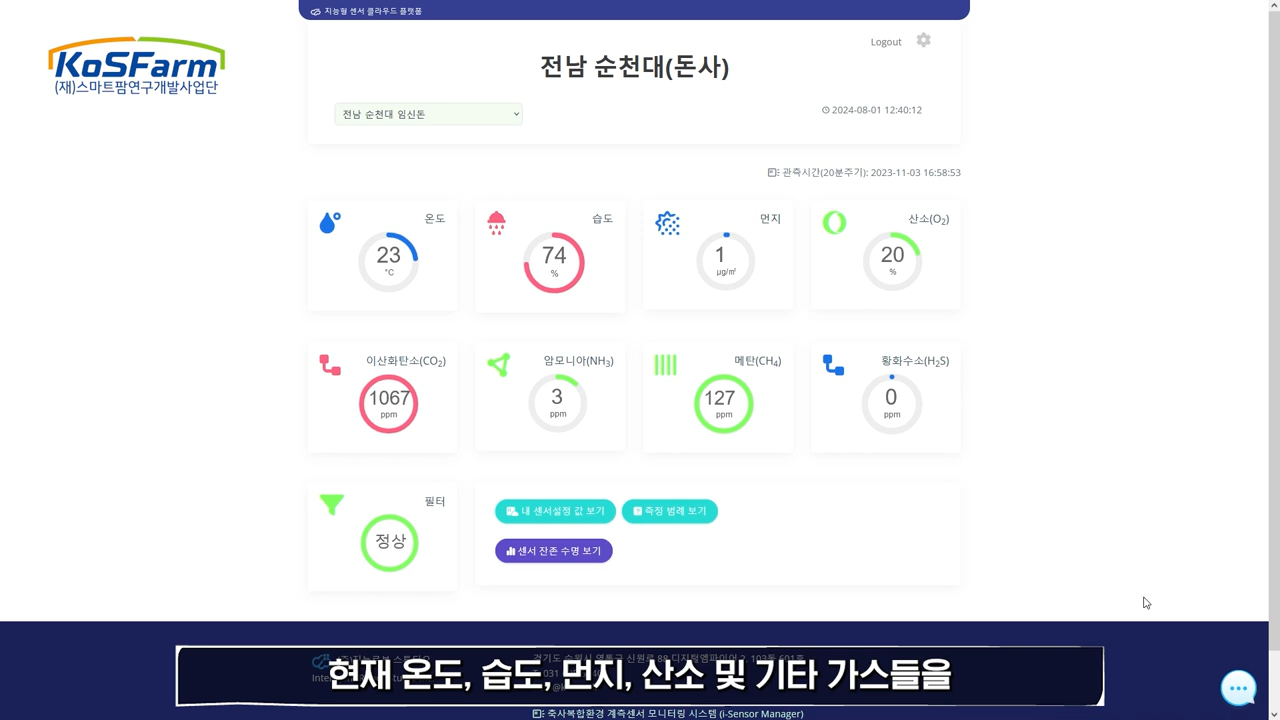 지능형 센서 클라우드 플랫폼
KoSFarm
(재)스마트팜연구개발사업단
Logout
전남 순천대(돈사)
전남 순천대 임신돈
2024-08-01 12:40:12
관측시간(20분주기): 2023-11-03 16:58:53
온도
23
°C
습도
74
%
먼지
1
μg/㎥
산소(O₂)
20
%
이산화탄소(CO₂)
1067
ppm
암모니아(NH₃)
3
ppm
메탄(CH₄)
127
ppm
황화수소(H₂S)
0
ppm
필터
정상
내 센서설정 값 보기
측정 범례 보기
센서 잔존 수명 보기
현재 온도, 습도, 먼지, 산소 및 기타 가스들을
축사복합환경 계측센서 모니터링 시스템 (i-Sensor Manager)